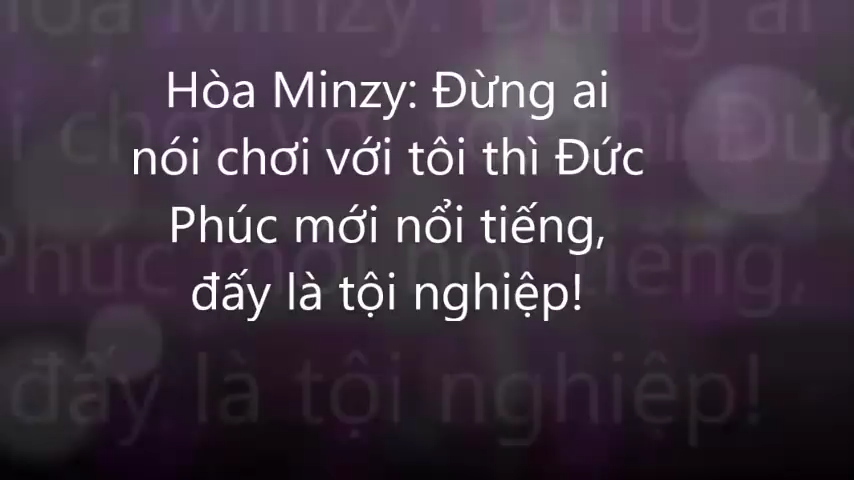 Hòa Minzy: Đừng ai
nói chơi với tôi thì Đức
Phúc mới nổi tiếng,
đấy là tội nghiệp!